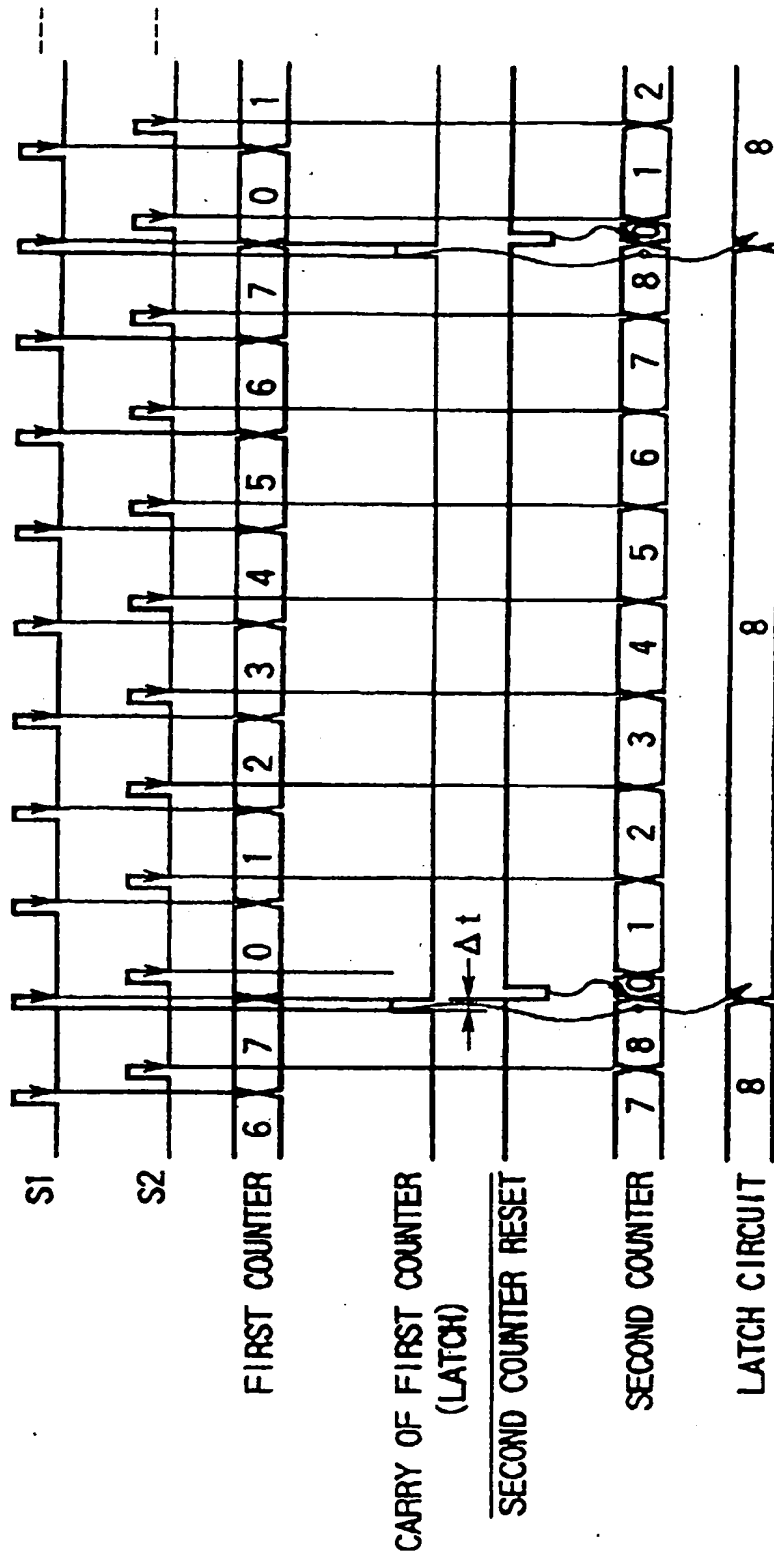 S1 ----
S2 ----
FIRST COUNTER 6 7 0 1 2 3 4 5 6 7 0 1
CARRY OF FIRST COUNTER
(LATCH)
Δt
SECOND COUNTER RESET
SECOND COUNTER 7 8 0 1 2 3 4 5 6 7 8 0 1 2
LATCH CIRCUIT 8 8 8